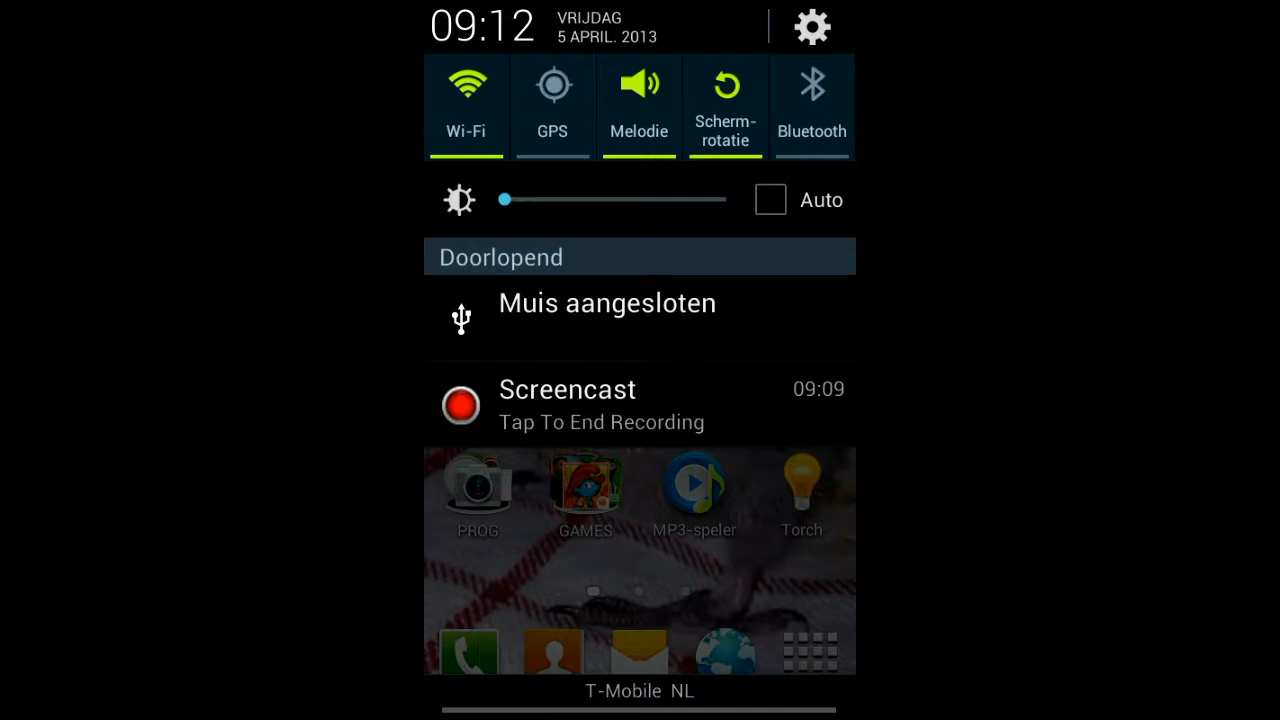 09:12
VRIJDAG
5 APRIL. 2013
Wi-Fi
GPS
Melodie
Scherm-
rotatie
Bluetooth
Auto
Doorlopend
Muis aangesloten
Screencast 09:09
Tap To End Recording
PROG GAMES MP3-speler Torch
T-Mobile NL